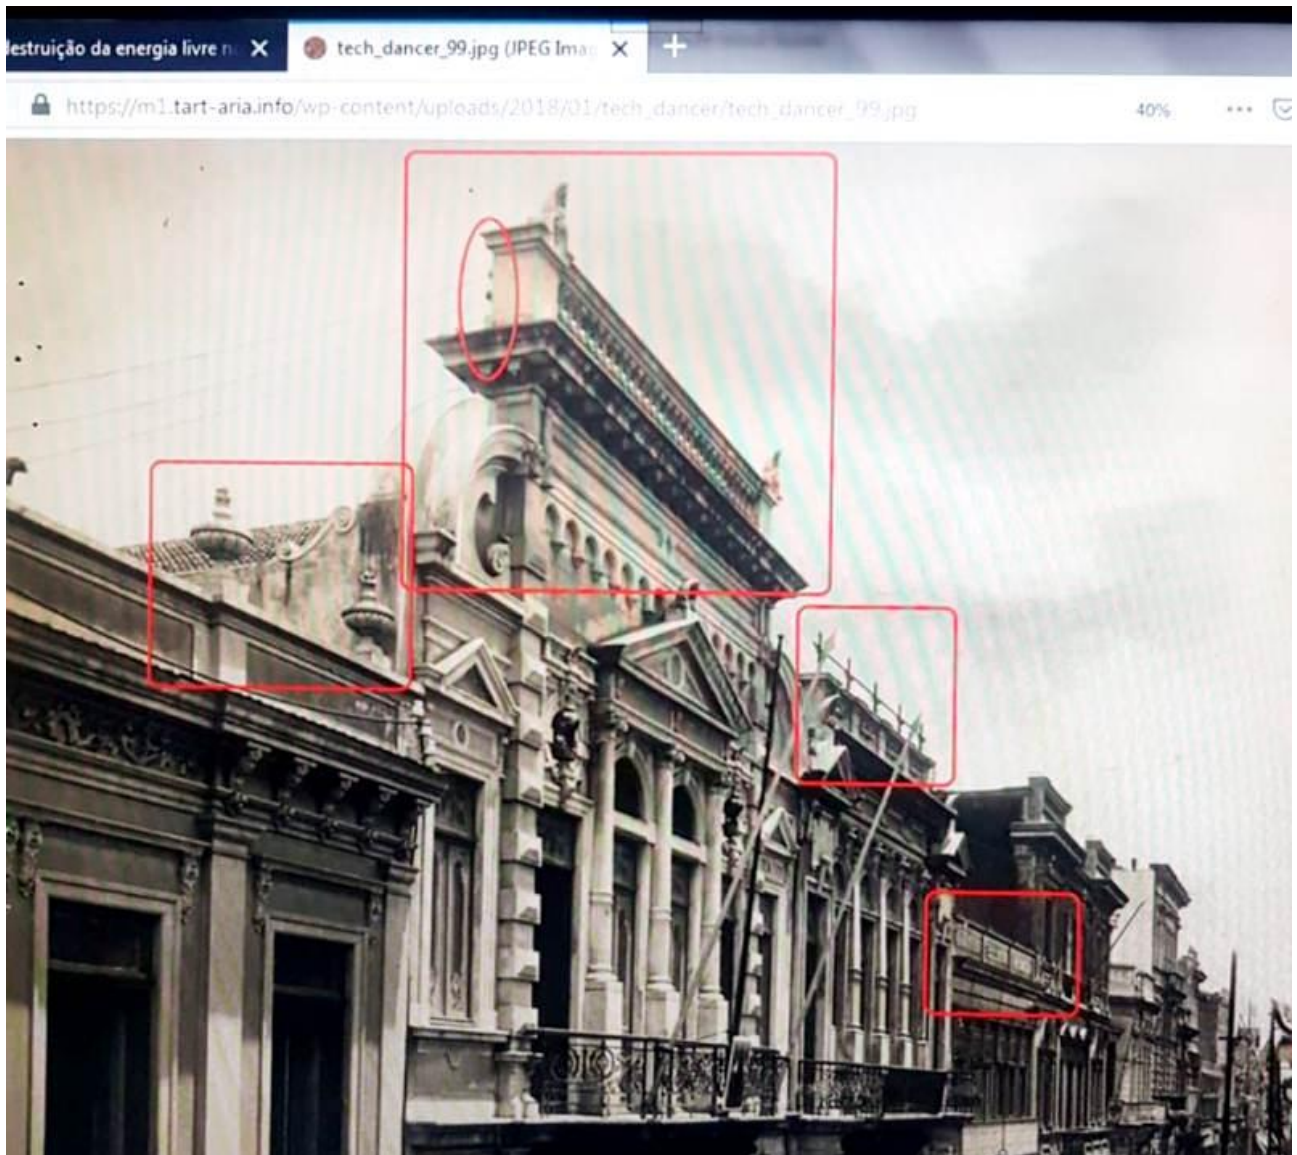 destruição da energia livre n
tech_dancer_99.jpg (JPEG Imag
https://m1.tart-aria.info/wp-content/uploads/2018/01/tech_dancer/tech_dancer_99.jpg
40%